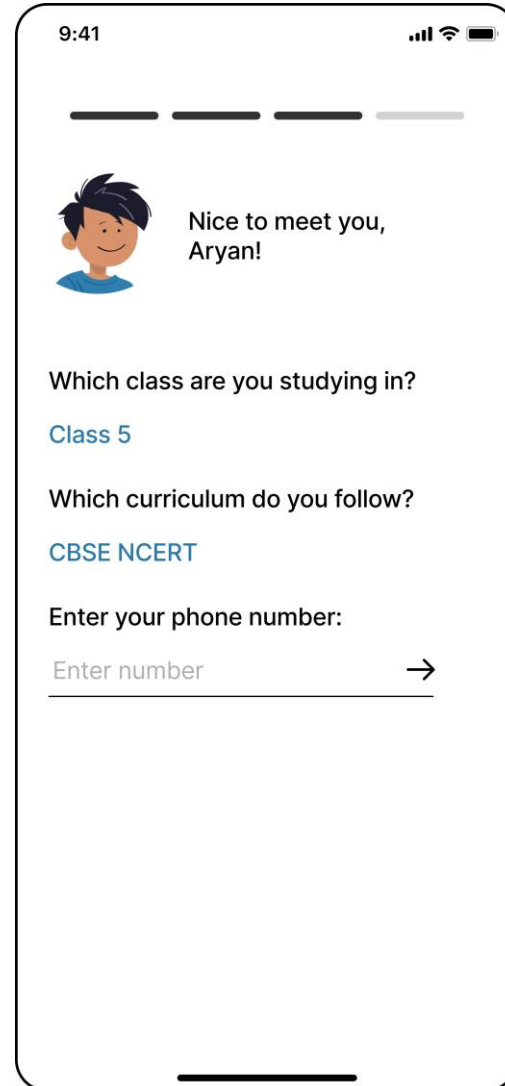 9:41
Nice to meet you,
Aryan!
Which class are you studying in?
Class 5
Which curriculum do you follow?
CBSE NCERT
Enter your phone number:
Enter number